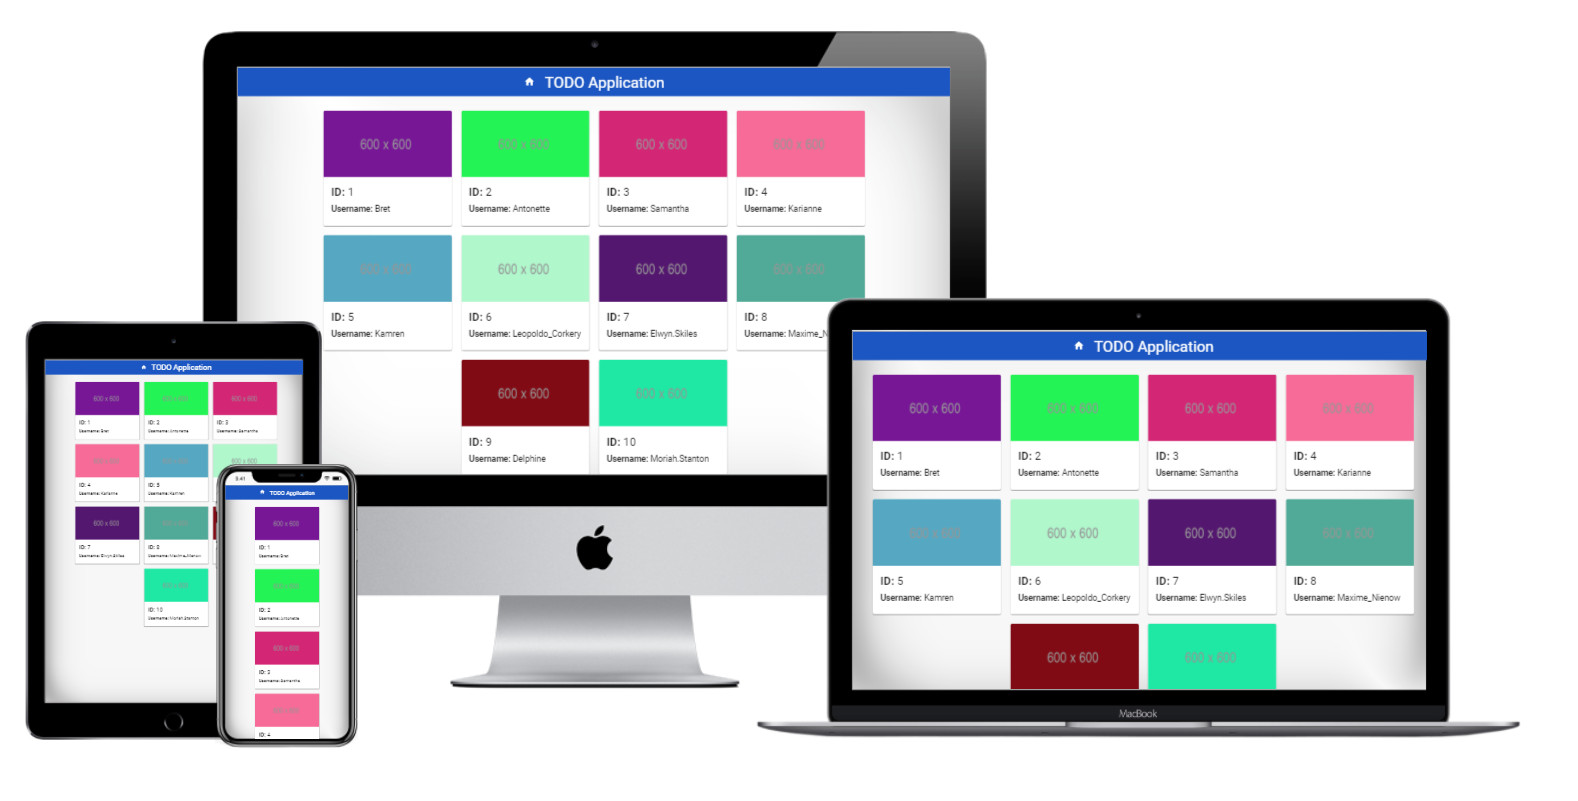 TODO Application
600 x 600 600 x 600 600 x 600 600 x 600
ID: 1 ID: 2 ID: 3 ID: 4
Username: Bret Username: Antonette Username: Samantha Username: Karianne
600 x 600 600 x 600 600 x 600 600 x 600
ID: 5 ID: 6 ID: 7 ID: 8
Username: Kamren Username: Leopoldo_Corkery Username: Elwyn.Skiles Username: Maxime_N
600 x 600 600 x 600
ID: 9 ID: 10
Username: Delphine Username: Moriah.Stanton
TODO Application
600 x 600 600 x 600 600 x 600
ID: 1 ID: 2 ID: 3
Username: Bret Username: Antonette Username: Samantha
600 x 600 600 x 600 600 x 600
ID: 4 ID: 5
Username: Karianne Username: Kamren
600 x 600 600 x 600
ID: 7 ID: 8
Username: Elwyn.Skiles Username: Maxime_Nienow
600 x 600
ID: 10
Username: Moriah.Stanton
TODO Application
600 x 600
ID: 1
Username: Bret
600 x 600
ID: 2
Username: Antonette
600 x 600
ID: 3
Username: Samantha
600 x 600
ID: 4
TODO Application
600 x 600 600 x 600 600 x 600 600 x 600
ID: 1 ID: 2 ID: 3 ID: 4
Username: Bret Username: Antonette Username: Samantha Username: Karianne
600 x 600 600 x 600 600 x 600 600 x 600
ID: 5 ID: 6 ID: 7 ID: 8
Username: Kamren Username: Leopoldo_Corkery Username: Elwyn.Skiles Username: Maxime_Nienow
600 x 600 600 x 600
MacBook